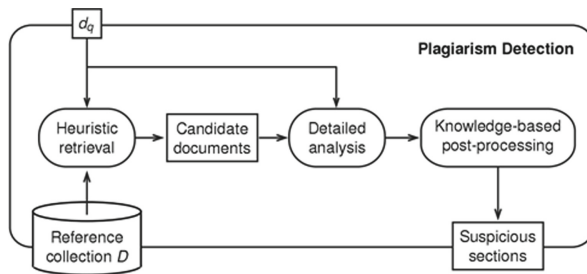 d_q
Plagiarism Detection
Heuristic
retrieval
Candidate
documents
Detailed
analysis
Knowledge-based
post-processing
Reference
collection D
Suspicious
sections